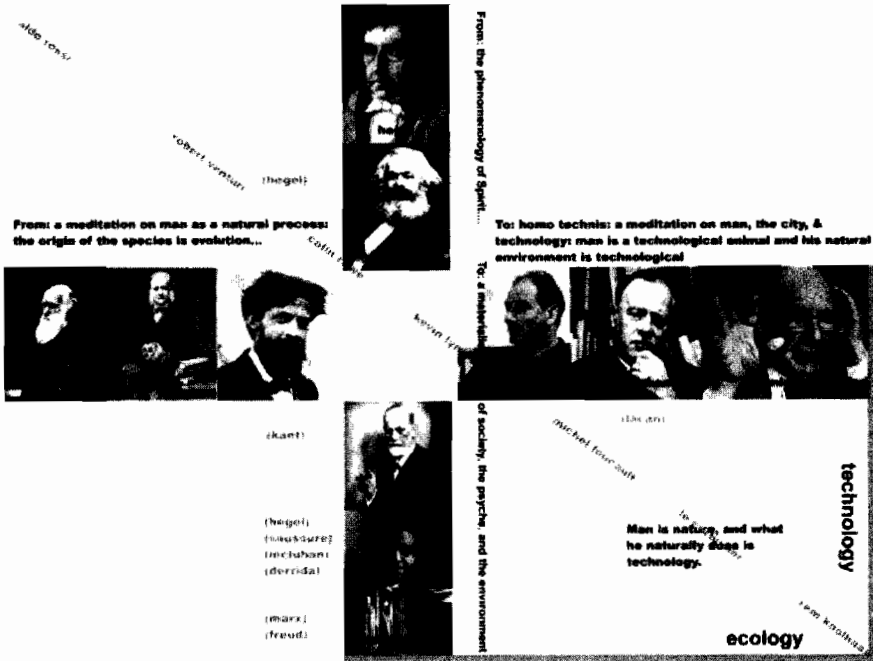 aldo rossi
From: the phenomenology of Spirit....
he
robert venturi
(hegel)
From: a meditation on man as a natural process:
the origin of the species is evolution...
To: homo technis: a meditation on man, the city, &
technology: man is a technological animal and his natural
environment is technological
colin rowe
To: a materialis
kevin lyn
(kant)
of society, the psyche, and the environment
michel foucault
(lacan)
technology
(hegel)
(saussure)
(mcluhan)
(derrida)
Man is nature, and what
he naturally does is
technology.
(marx)
(freud)
rem koolhaas
ecology